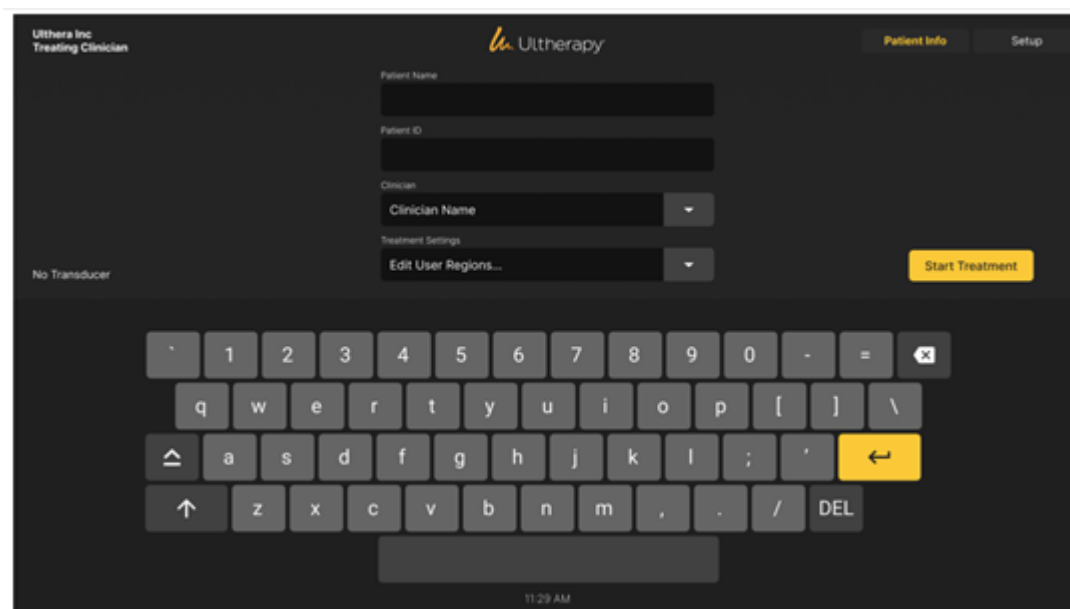 Ulthera Inc
Treating Clinician
Ultherapy
Patient Info
Setup
Patient Name
Patient ID
Clinician
Clinician Name
Treatment Settings
Edit User Regions...
No Transducer
Start Treatment
` 1 2 3 4 5 6 7 8 9 0 - =
q w e r t y u i o p [ ] \
a s d f g h j k l ; '
z x c v b n m , . / DEL
11:29 AM